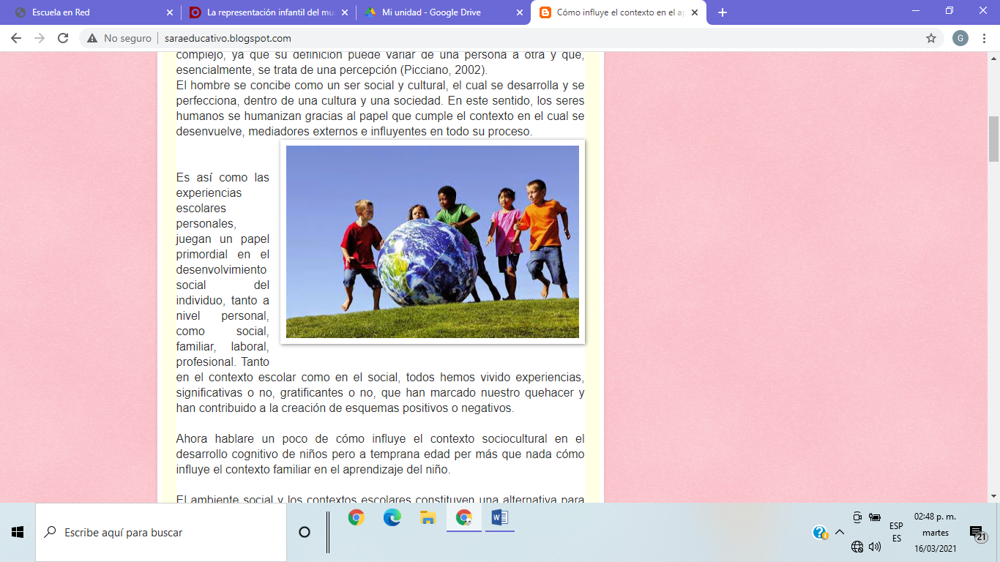 Escuela en Red
La representación infantil del mu
Mi unidad - Google Drive
Cómo influye el contexto en el a
No seguro
saraeducativo.blogspot.com
G
complejo, ya que su definición puede variar de una persona a otra y que,
esencialmente, se trata de una percepción (Picciano, 2002).
El hombre se concibe como un ser social y cultural, el cual se desarrolla y se
perfecciona, dentro de una cultura y una sociedad. En este sentido, los seres
humanos se humanizan gracias al papel que cumple el contexto en el cual se
desenvuelve, mediadores externos e influyentes en todo su proceso.
Es así como las
experiencias
escolares
personales,
juegan un papel
primordial en el
desenvolvimiento
social del
individuo, tanto a
nivel personal,
como social,
familiar, laboral,
profesional. Tanto
en el contexto escolar como en el social, todos hemos vivido experiencias,
significativas o no, gratificantes o no, que han marcado nuestro quehacer y
han contribuido a la creación de esquemas positivos o negativos.
Ahora hablare un poco de cómo influye el contexto sociocultural en el
desarrollo cognitivo de niños pero a temprana edad per más que nada cómo
influye el contexto familiar en el aprendizaje del niño.
El ambiente social y los contextos escolares constituyen una alternativa para
Escribe aquí para buscar
ESP
ES
02:48 p. m.
martes
16/03/2021
21